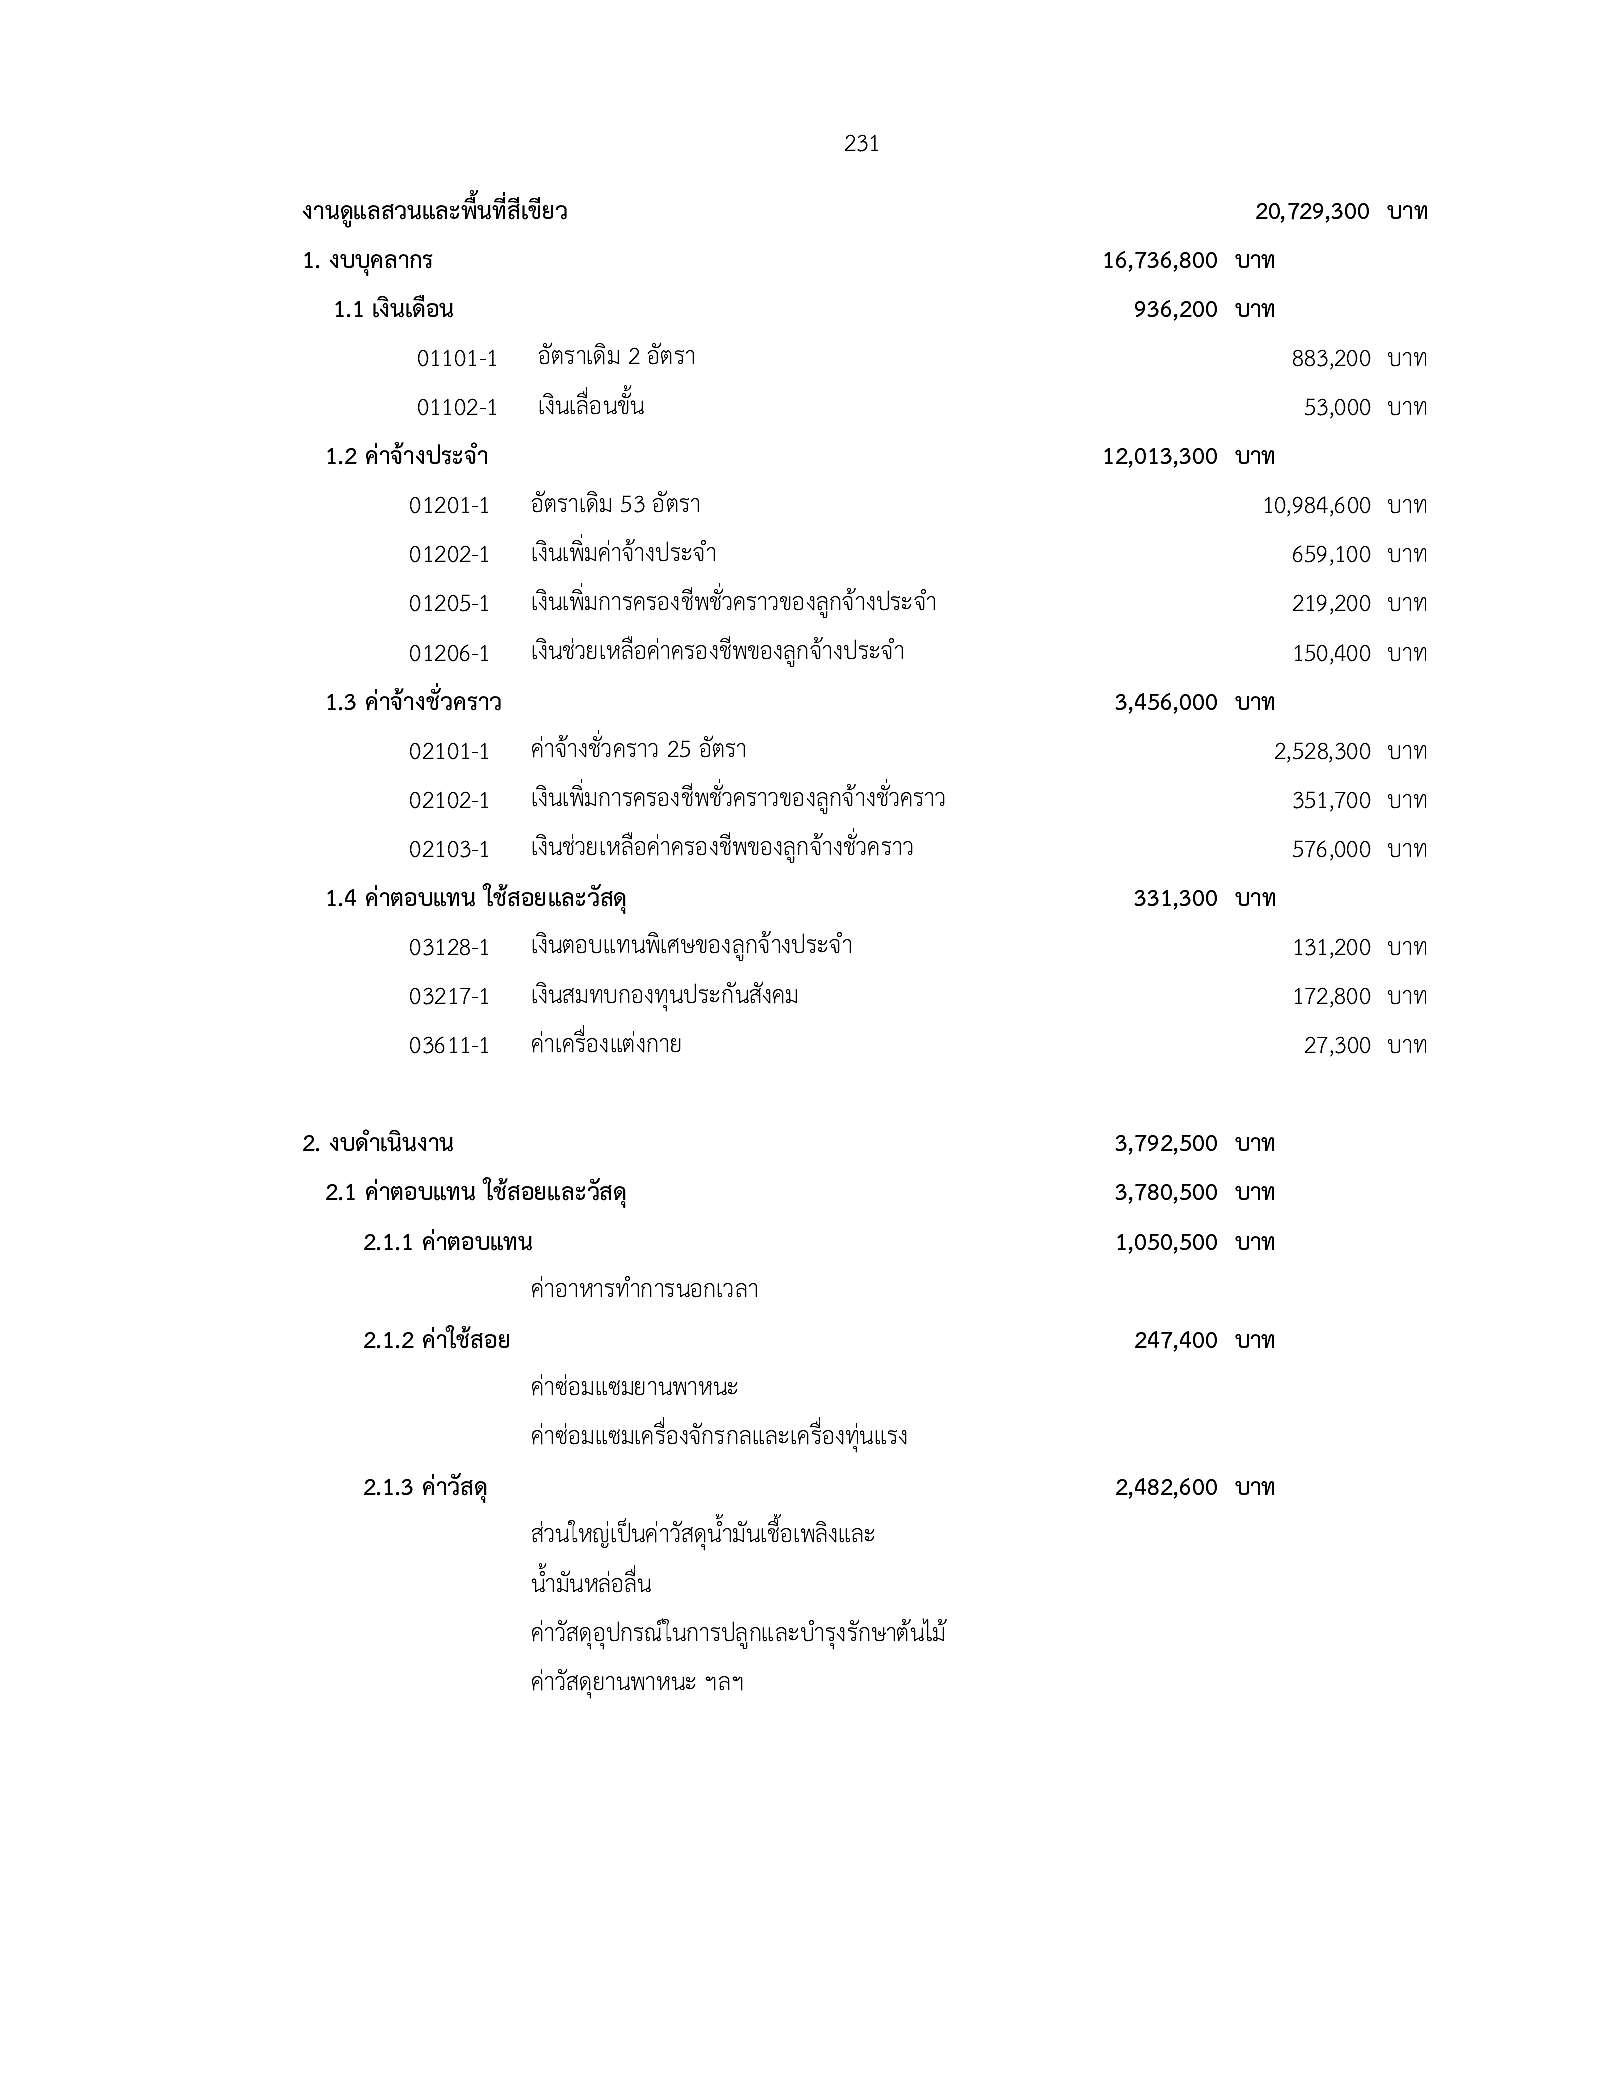 231
งานดูแลสวนและพื้นที่สีเขียว 20,729,300 บาท
1. งบบุคลากร 16,736,800 บาท
1.1 เงินเดือน 936,200 บาท
01101-1 อัตราเดิม 2 อัตรา 883,200 บาท
01102-1 เงินเลื่อนขั้น 53,000 บาท
1.2 ค่าจ้างประจำ 12,013,300 บาท
01201-1 อัตราเดิม 53 อัตรา 10,984,600 บาท
01202-1 เงินเพิ่มค่าจ้างประจำ 659,100 บาท
01205-1 เงินเพิ่มการครองชีพชั่วคราวของลูกจ้างประจำ 219,200 บาท
01206-1 เงินช่วยเหลือค่าครองชีพของลูกจ้างประจำ 150,400 บาท
1.3 ค่าจ้างชั่วคราว 3,456,000 บาท
02101-1 ค่าจ้างชั่วคราว 25 อัตรา 2,528,300 บาท
02102-1 เงินเพิ่มการครองชีพชั่วคราวของลูกจ้างชั่วคราว 351,700 บาท
02103-1 เงินช่วยเหลือค่าครองชีพของลูกจ้างชั่วคราว 576,000 บาท
1.4 ค่าตอบแทน ใช้สอยและวัสดุ 331,300 บาท
03128-1 เงินตอบแทนพิเศษของลูกจ้างประจำ 131,200 บาท
03217-1 เงินสมทบกองทุนประกันสังคม 172,800 บาท
03611-1 ค่าเครื่องแต่งกาย 27,300 บาท
2. งบดำเนินงาน 3,792,500 บาท
2.1 ค่าตอบแทน ใช้สอยและวัสดุ 3,780,500 บาท
2.1.1 ค่าตอบแทน 1,050,500 บาท
ค่าอาหารทำการนอกเวลา
2.1.2 ค่าใช้สอย 247,400 บาท
ค่าซ่อมแซมยานพาหนะ
ค่าซ่อมแซมเครื่องจักรกลและเครื่องทุ่นแรง
2.1.3 ค่าวัสดุ 2,482,600 บาท
ส่วนใหญ่เป็นค่าวัสดุน้ำมันเชื้อเพลิงและ
น้ำมันหล่อลื่น
ค่าวัสดุอุปกรณ์ในการปลูกและบำรุงรักษาต้นไม้
ค่าวัสดุยานพาหนะ ฯลฯ